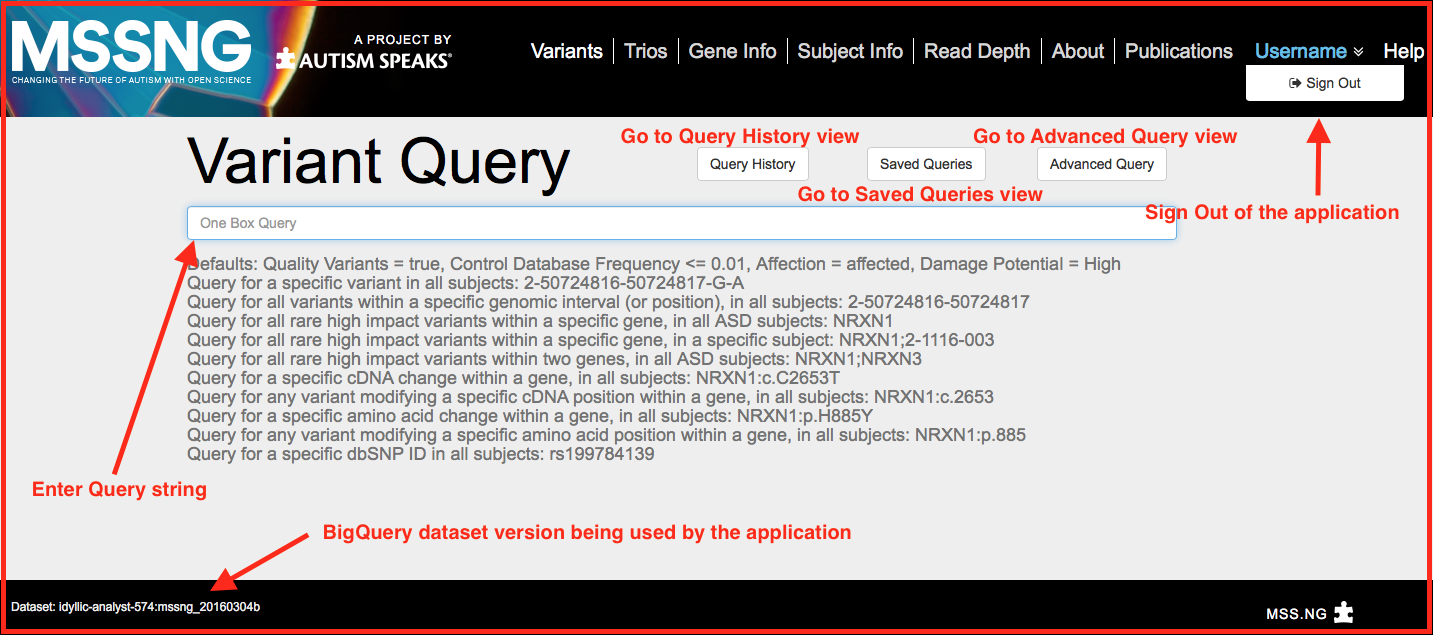 MSSNG
CHANGING THE FUTURE OF AUTISM WITH OPEN SCIENCE
A PROJECT BY
AUTISM SPEAKS®
Variants Trios Gene Info Subject Info Read Depth About Publications Username Help
Sign Out
Variant Query
Go to Query History view
Go to Advanced Query view
Query History Saved Queries Advanced Query
Go to Saved Queries view
Sign Out of the application
One Box Query
Defaults: Quality Variants = true, Control Database Frequency <= 0.01, Affection = affected, Damage Potential = High
Query for a specific variant in all subjects: 2-50724816-50724817-G-A
Query for all variants within a specific genomic interval (or position), in all subjects: 2-50724816-50724817
Query for all rare high impact variants within a specific gene, in all ASD subjects: NRXN1
Query for all rare high impact variants within a specific gene, in a specific subject: NRXN1;2-1116-003
Query for all rare high impact variants within two genes, in all ASD subjects: NRXN1;NRXN3
Query for a specific cDNA change within a gene, in all subjects: NRXN1:c.C2653T
Query for any variant modifying a specific cDNA position within a gene, in all subjects: NRXN1:c.2653
Query for a specific amino acid change within a gene, in all subjects: NRXN1:p.H885Y
Query for any variant modifying a specific amino acid position within a gene, in all subjects: NRXN1:p.885
Query for a specific dbSNP ID in all subjects: rs199784139
Enter Query string
BigQuery dataset version being used by the application
Dataset: idyllic-analyst-574:mssng_20160304b
MSS.NG